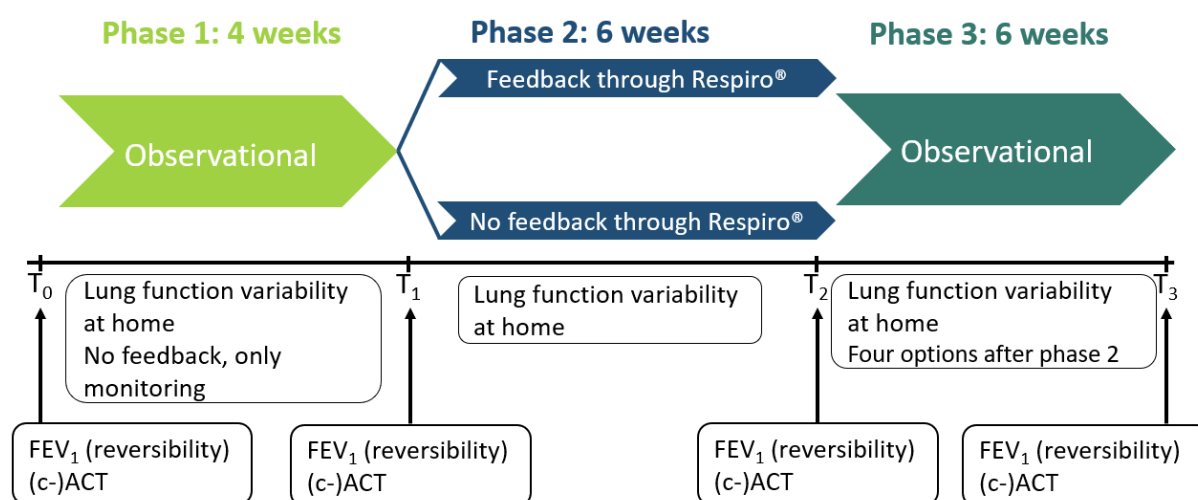 Phase 1: 4 weeks
Phase 2: 6 weeks
Phase 3: 6 weeks
Feedback through Respiro®
Observational
Observational
No feedback through Respiro®
T₀
T₁
T₂
T₃
Lung function variability
at home
No feedback, only
monitoring
Lung function variability
at home
Lung function variability
at home
Four options after phase 2
FEV₁ (reversibility)
(c-)ACT
FEV₁ (reversibility)
(c-)ACT
FEV₁ (reversibility)
(c-)ACT
FEV₁ (reversibility)
(c-)ACT